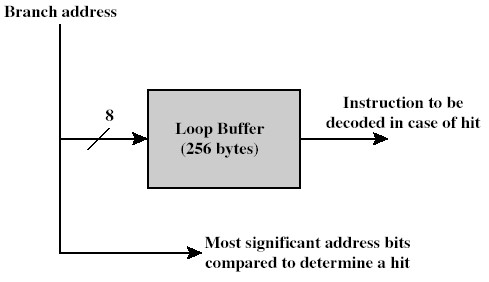 Branch address
8
Loop Buffer
(256 bytes)
Instruction to be
decoded in case of hit
Most significant address bits
compared to determine a hit